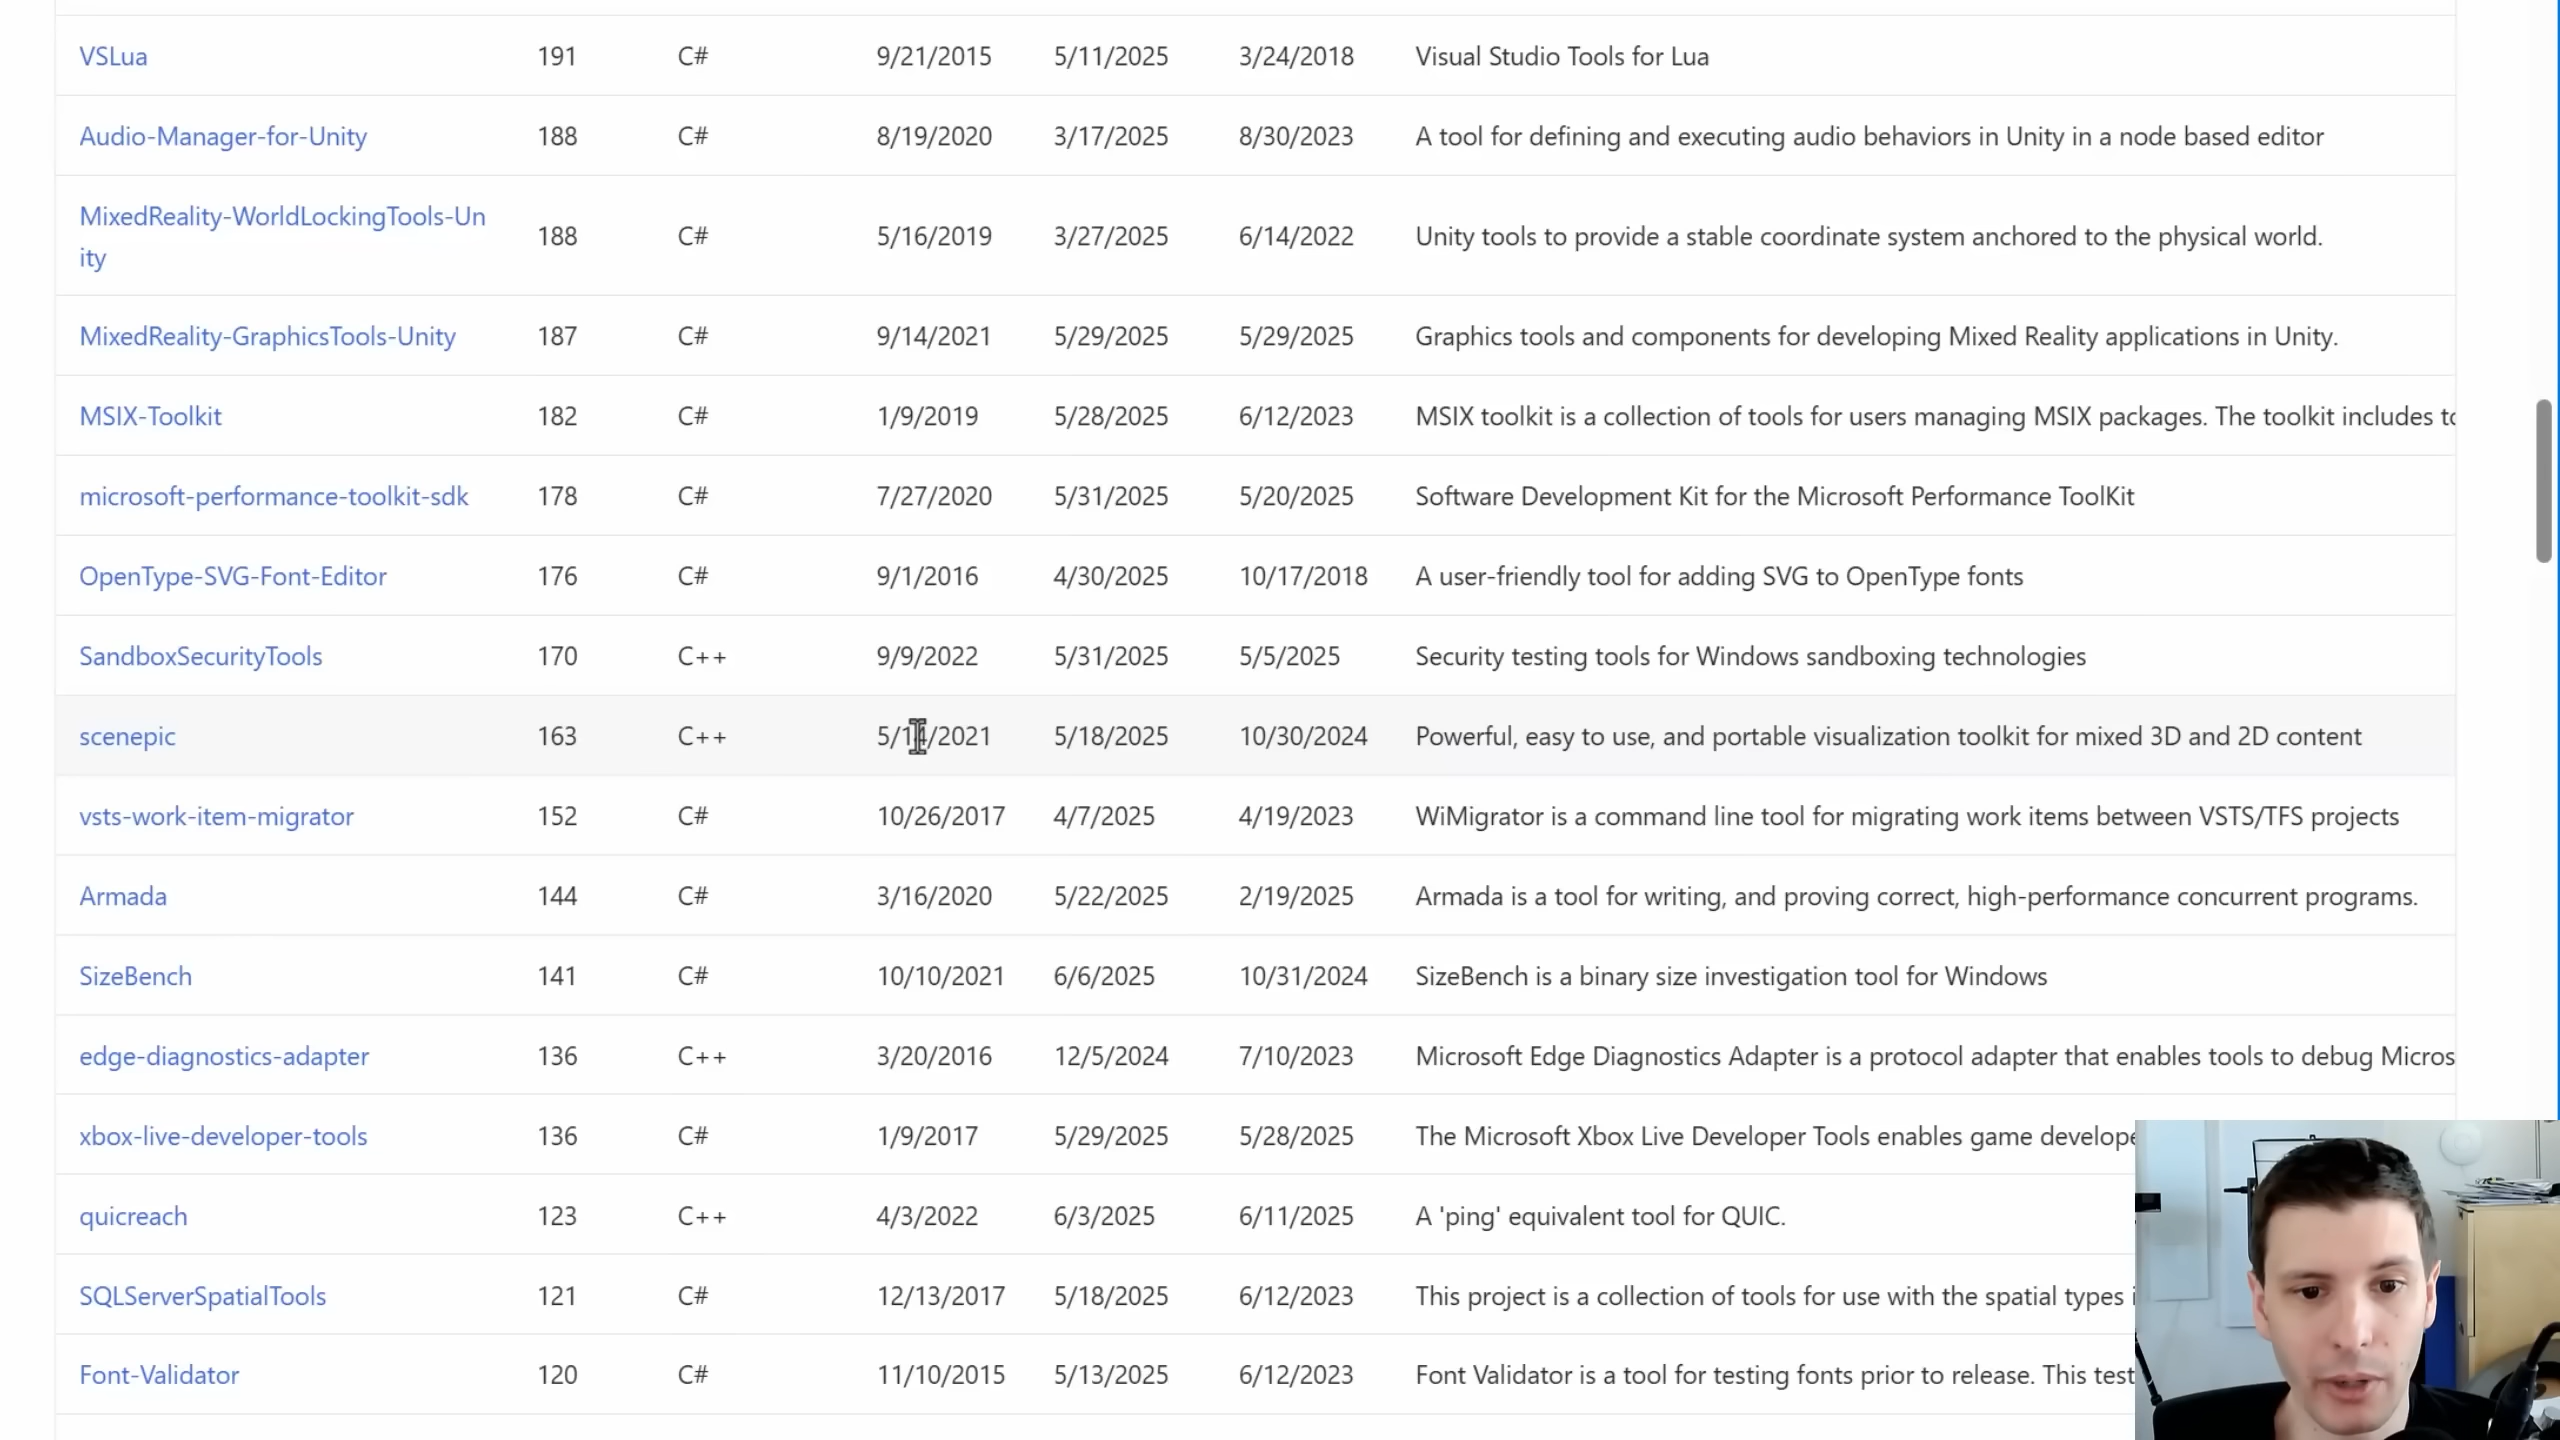 VSLua 191 C# 9/21/2015 5/11/2025 3/24/2018 Visual Studio Tools for Lua
Audio-Manager-for-Unity 188 C# 8/19/2020 3/17/2025 8/30/2023 A tool for defining and executing audio behaviors in Unity in a node based editor
MixedReality-WorldLockingTools-Un
ity 188 C# 5/16/2019 3/27/2025 6/14/2022 Unity tools to provide a stable coordinate system anchored to the physical world.
MixedReality-GraphicsTools-Unity 187 C# 9/14/2021 5/29/2025 5/29/2025 Graphics tools and components for developing Mixed Reality applications in Unity.
MSIX-Toolkit 182 C# 1/9/2019 5/28/2025 6/12/2023 MSIX toolkit is a collection of tools for users managing MSIX packages. The toolkit includes
microsoft-performance-toolkit-sdk 178 C# 7/27/2020 5/31/2025 5/20/2025 Software Development Kit for the Microsoft Performance ToolKit
OpenType-SVG-Font-Editor 176 C# 9/1/2016 4/30/2025 10/17/2018 A user-friendly tool for adding SVG to OpenType fonts
SandboxSecurityTools 170 C++ 9/9/2022 5/31/2025 5/5/2025 Security testing tools for Windows sandboxing technologies
scenepic 163 C++ 5/14/2021 5/18/2025 10/30/2024 Powerful, easy to use, and portable visualization toolkit for mixed 3D and 2D content
vsts-work-item-migrator 152 C# 10/26/2017 4/7/2025 4/19/2023 WiMigrator is a command line tool for migrating work items between VSTS/TFS projects
Armada 144 C# 3/16/2020 5/22/2025 2/19/2025 Armada is a tool for writing, and proving correct, high-performance concurrent programs.
SizeBench 141 C# 10/10/2021 6/6/2025 10/31/2024 SizeBench is a binary size investigation tool for Windows
edge-diagnostics-adapter 136 C++ 3/20/2016 12/5/2024 7/10/2023 Microsoft Edge Diagnostics Adapter is a protocol adapter that enables tools to debug Micros
xbox-live-developer-tools 136 C# 1/9/2017 5/29/2025 5/28/2025 The Microsoft Xbox Live Developer Tools enables game develope
quicreach 123 C++ 4/3/2022 6/3/2025 6/11/2025 A 'ping' equivalent tool for QUIC.
SQLServerSpatialTools 121 C# 12/13/2017 5/18/2025 6/12/2023 This project is a collection of tools for use with the spatial types
Font-Validator 120 C# 11/10/2015 5/13/2025 6/12/2023 Font Validator is a tool for testing fonts prior to release. This test